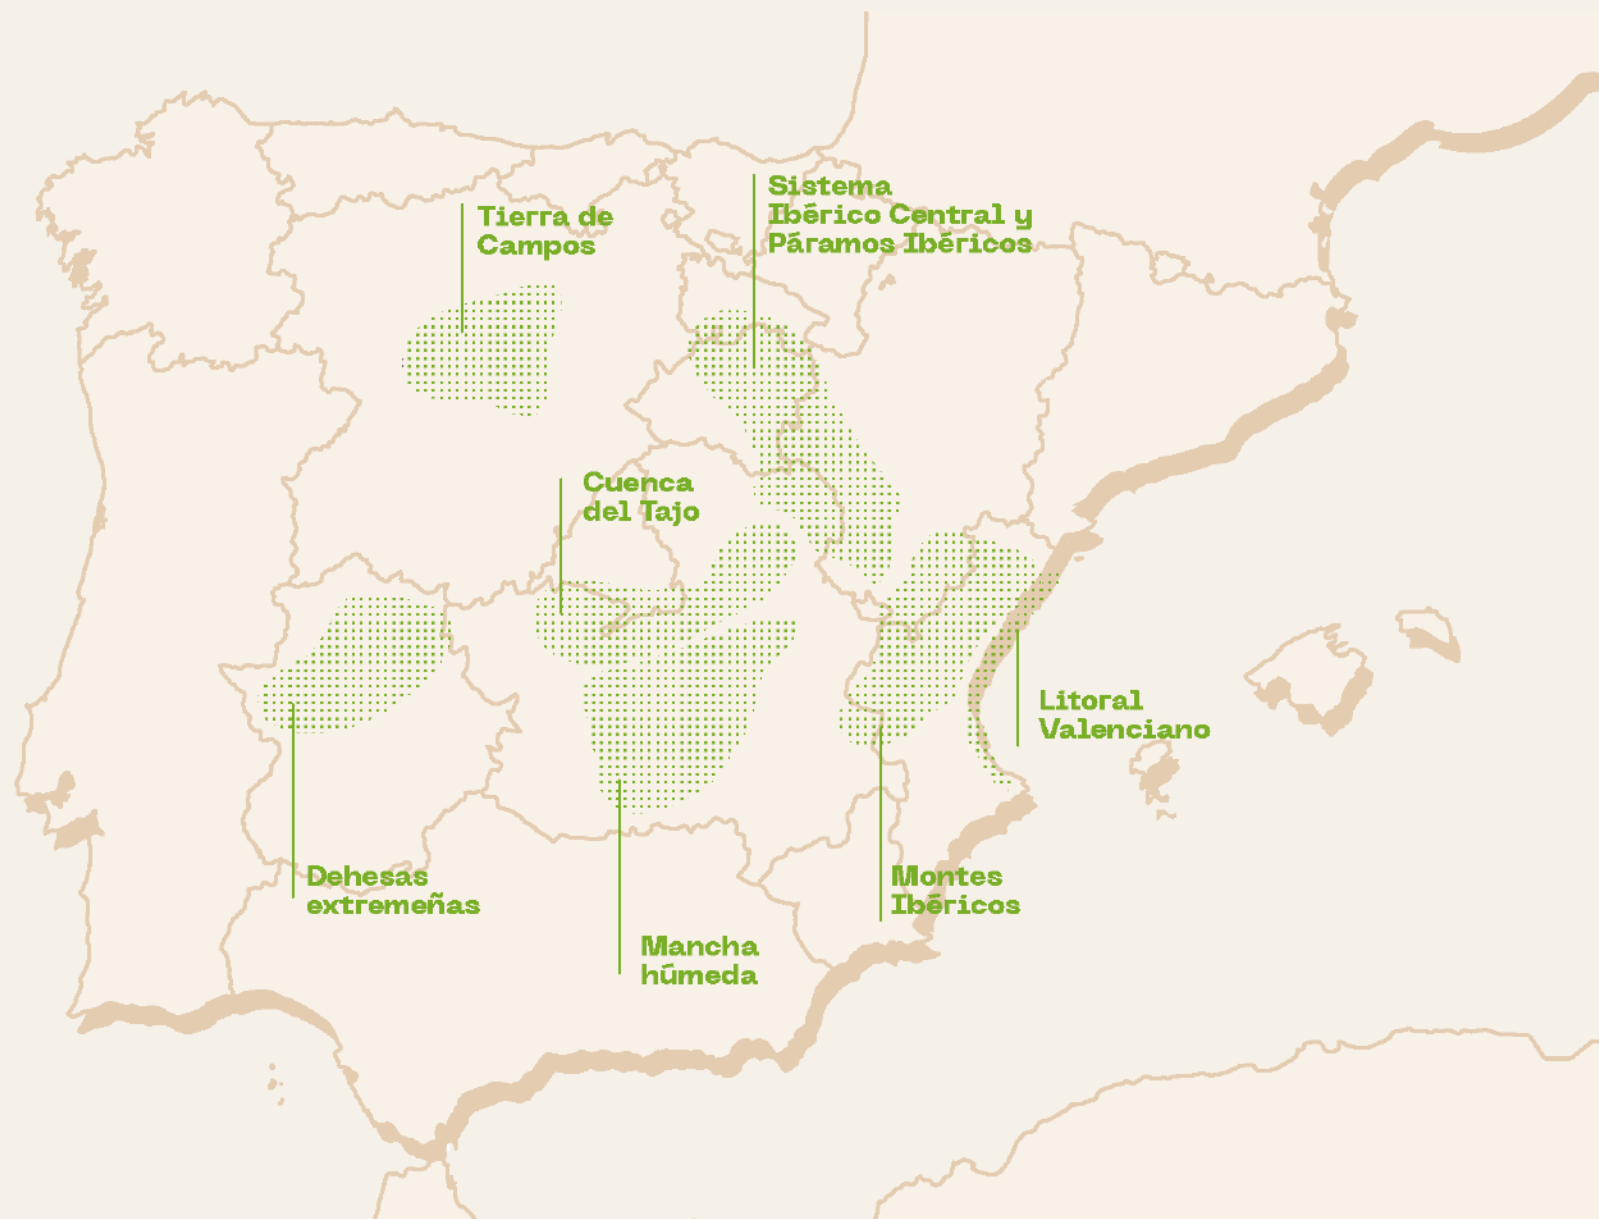 Sistema
Ibérico Central y
Páramos Ibéricos
Tierra de
Campos
Cuenca
del Tajo
Litoral
Valenciano
Dehesas
extremeñas
Montes
Ibéricos
Mancha
húmeda